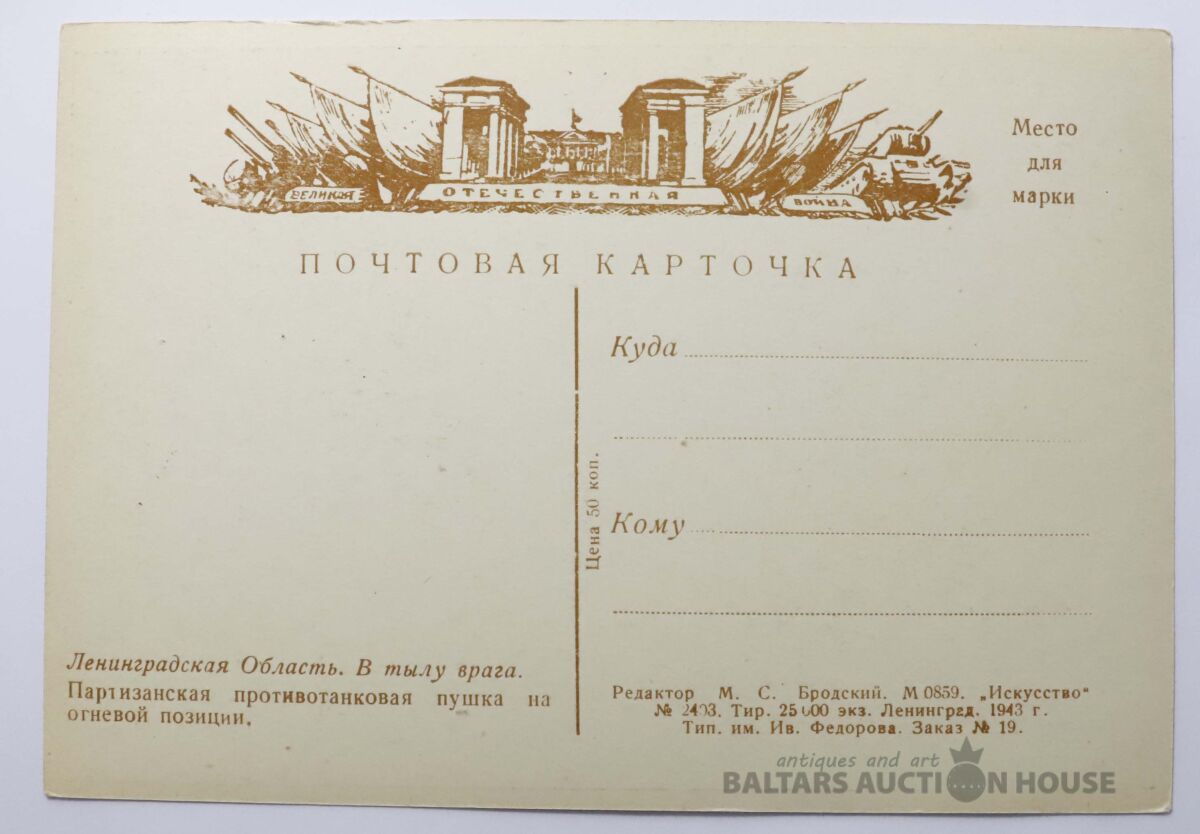 ВЕЛИКАЯ
ОТЕЧЕСТВЕННАЯ
ВОЙНА
Место
для
марки
ПОЧТОВАЯ КАРТОЧКА
Куда
Цена 50 коп.
Кому
Ленинградская Область. В тылу врага.
Партизанская противотанковая пушка на
огневой позиции.
Редактор М. С. Бродский. М 0859. „Искусство“
№ 2403. Тир. 25000 экз. Ленинград. 1943 г.
Тип. им. Ив. Федорова. Заказ № 19.
antiques and art
BALTARS AUCTION HOUSE